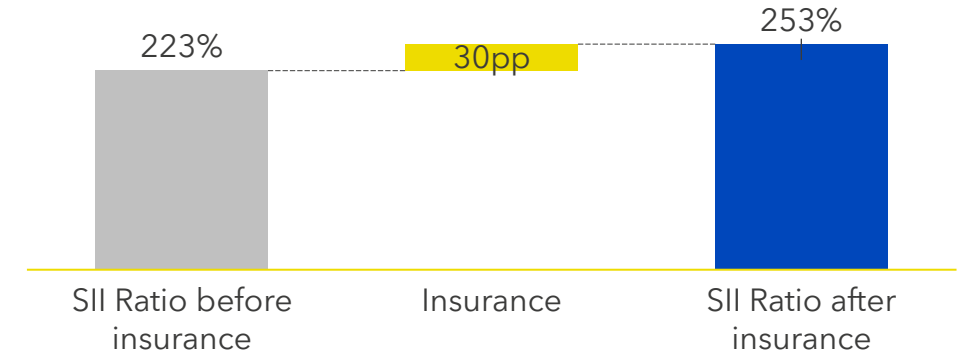 223%
30pp
253%
SII Ratio before
insurance
Insurance
SII Ratio after
insurance